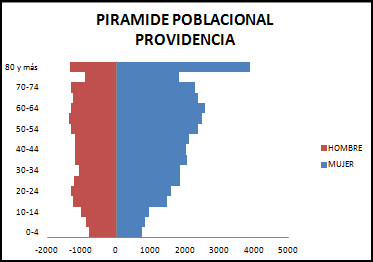 PIRAMIDE POBLACIONAL
PROVIDENCIA
80 y más
70-74
60-64
50-54
40-44
30-34
20-24
10-14
0-4
HOMBRE
MUJER
-2000 -1000 0 1000 2000 3000 4000 5000